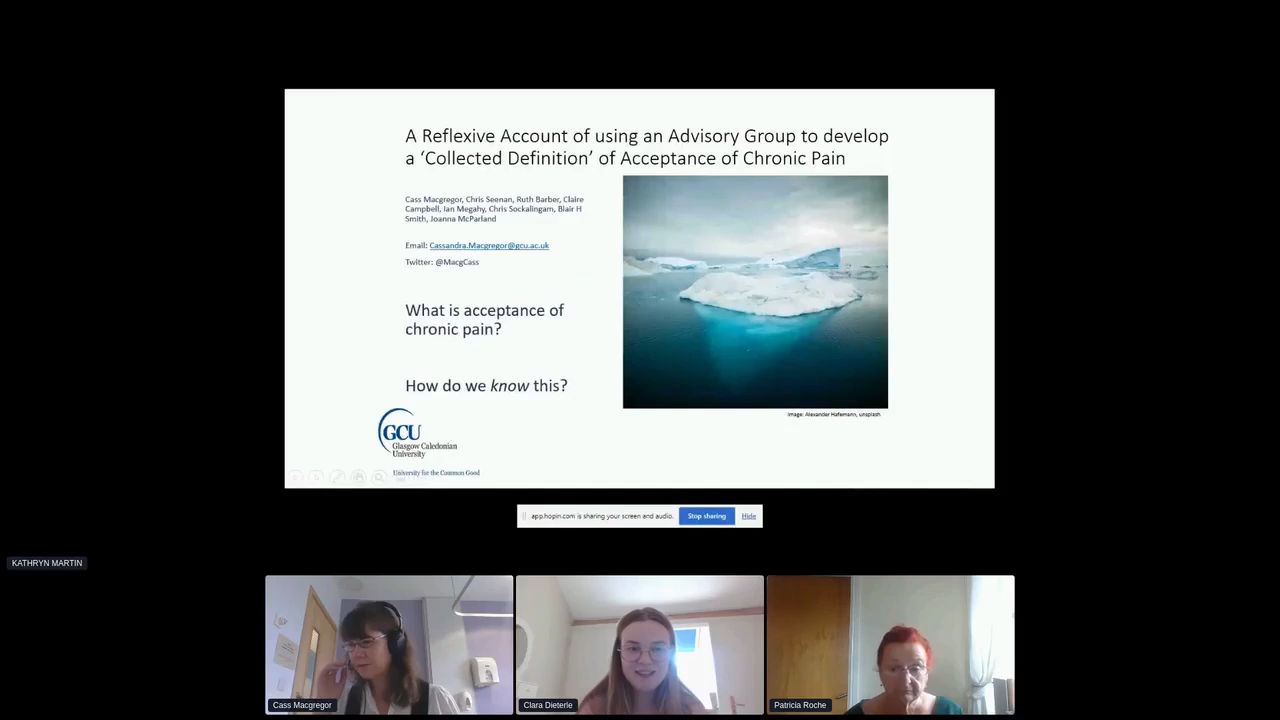 A Reflexive Account of using an Advisory Group to develop
a ‘Collected Definition’ of Acceptance of Chronic Pain
Cass Macgregor, Chris Seenan, Ruth Barber, Claire
Campbell, Ian Megahy, Chris Sockalingam, Blair H
Smith, Joanna McParland
Email: Cassandra.Macgregor@gcu.ac.uk
Twitter: @MacgCass
What is acceptance of
chronic pain?
How do we know this?
Image: Alexander Hafemann, unsplash
GCU
Glasgow Caledonian
University
University for the Common Good
app.hopin.com is sharing your screen and audio.
Stop sharing
Hide
KATHRYN MARTIN
Cass Macgregor
Clara Dieterle
Patricia Roche